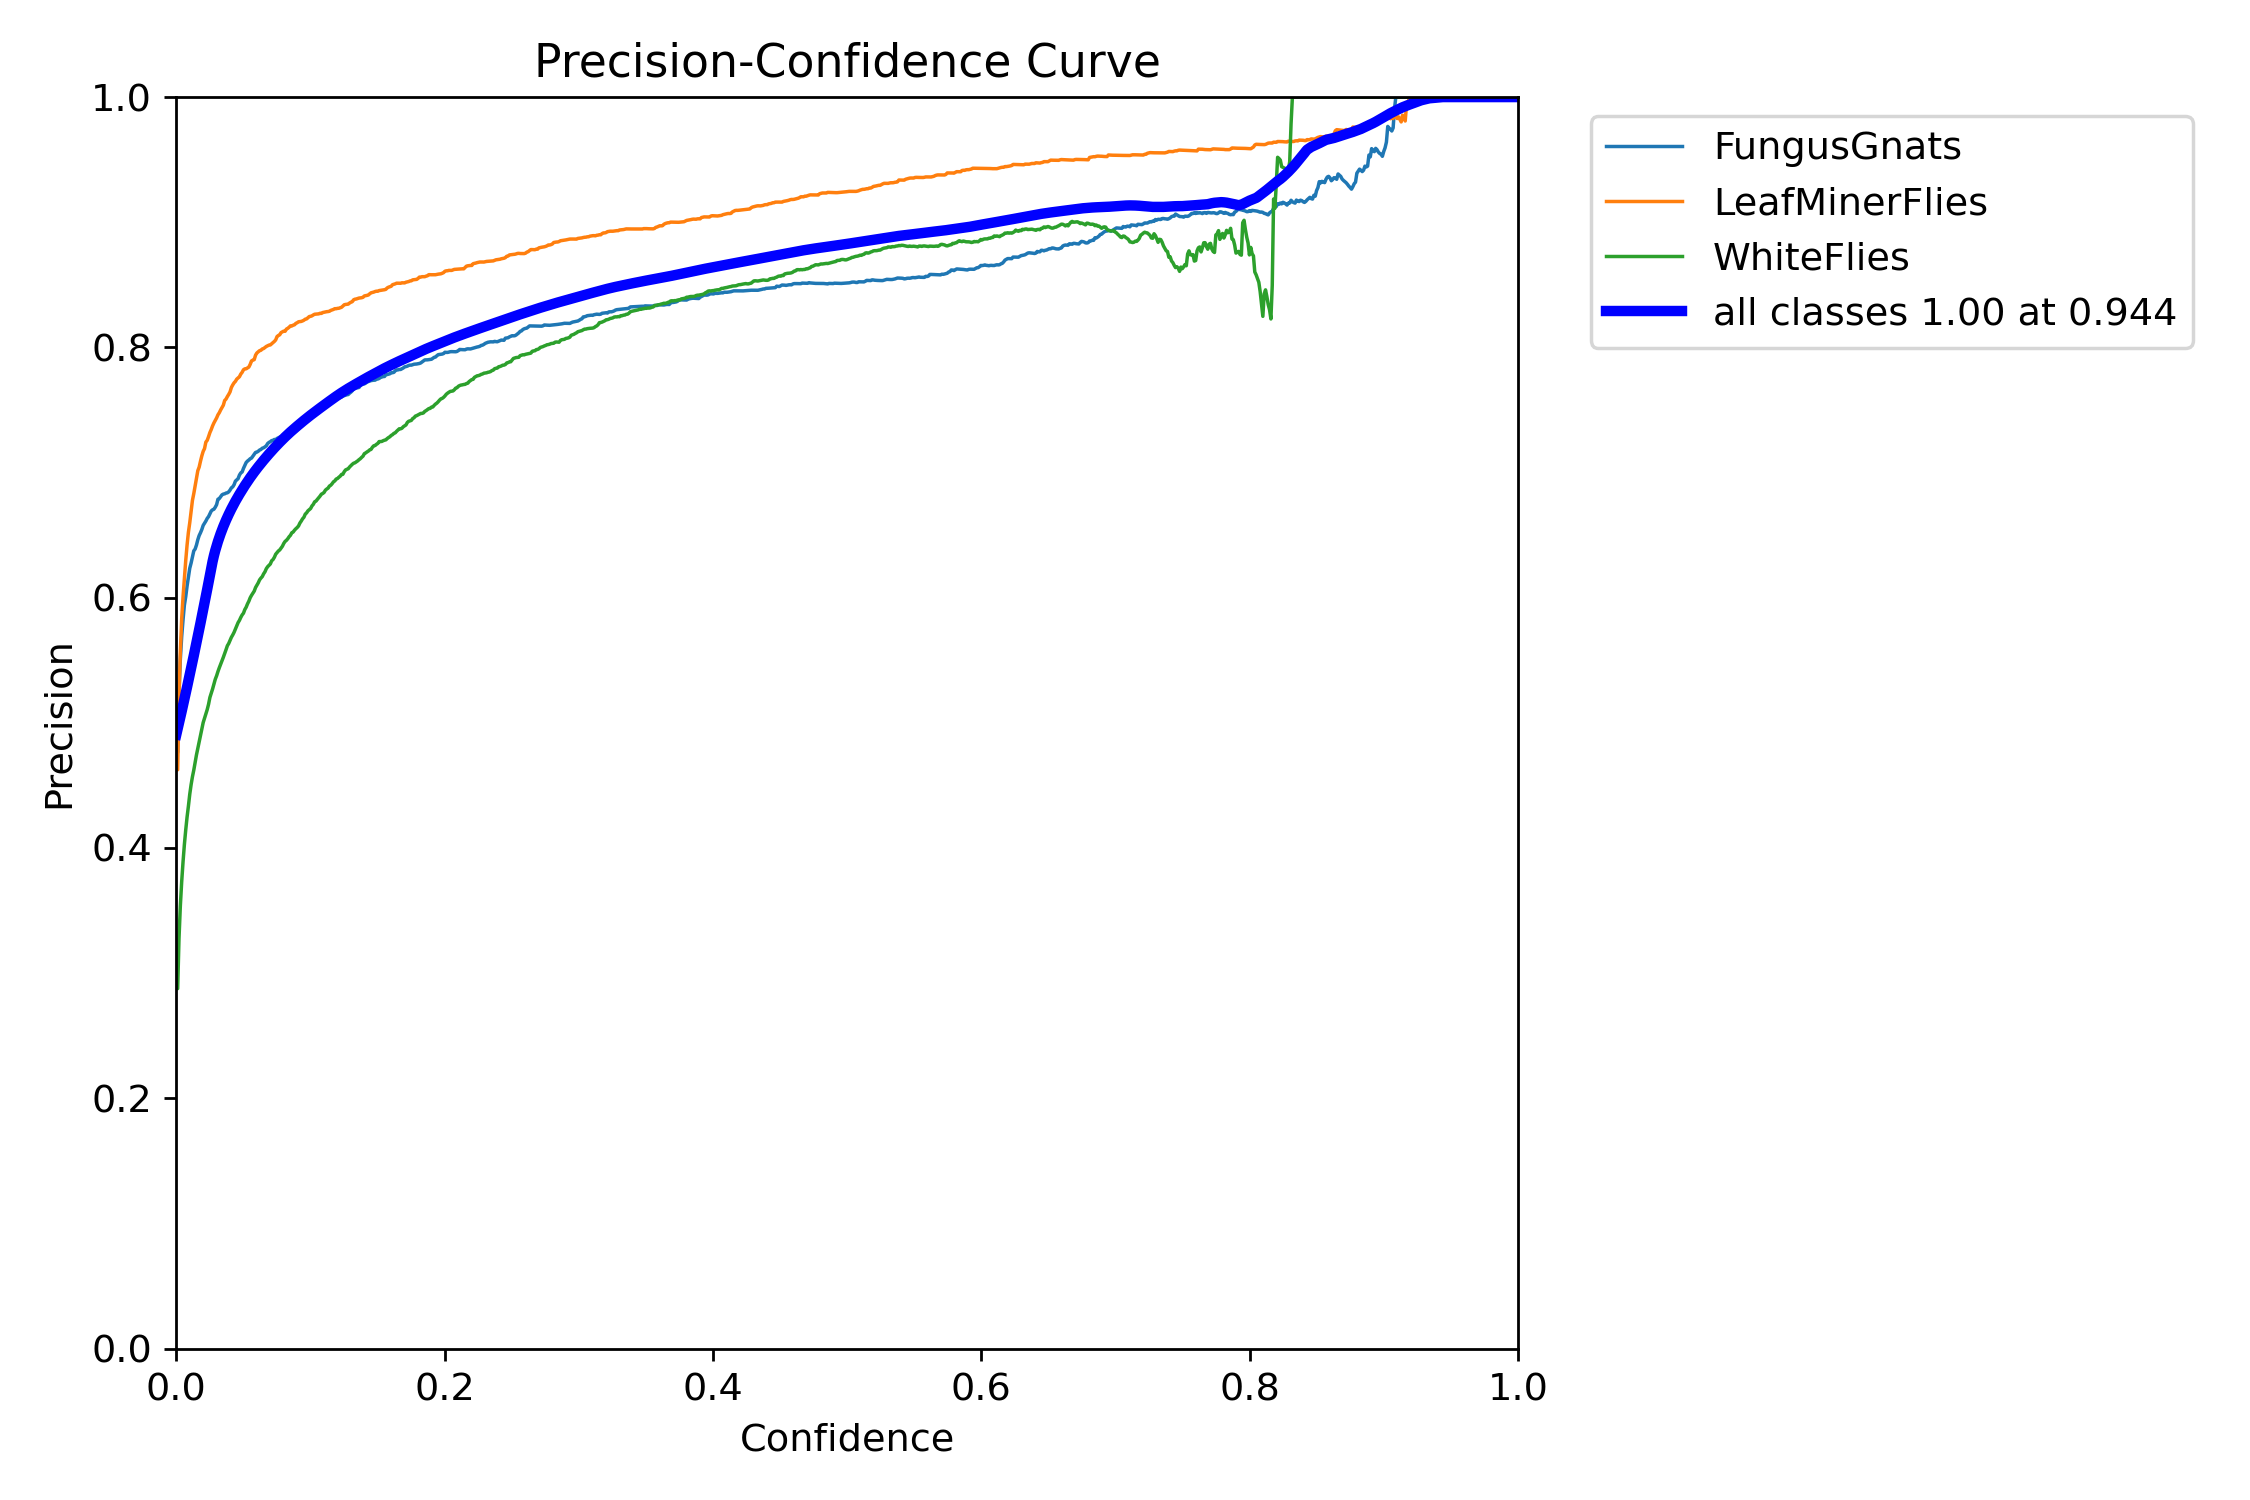 Precision-Confidence Curve
1.0
0.8
0.6
0.4
0.2
0.0
Precision
0.0 0.2 0.4 0.6 0.8 1.0
Confidence
FungusGnats
LeafMinerFlies
WhiteFlies
all classes 1.00 at 0.944